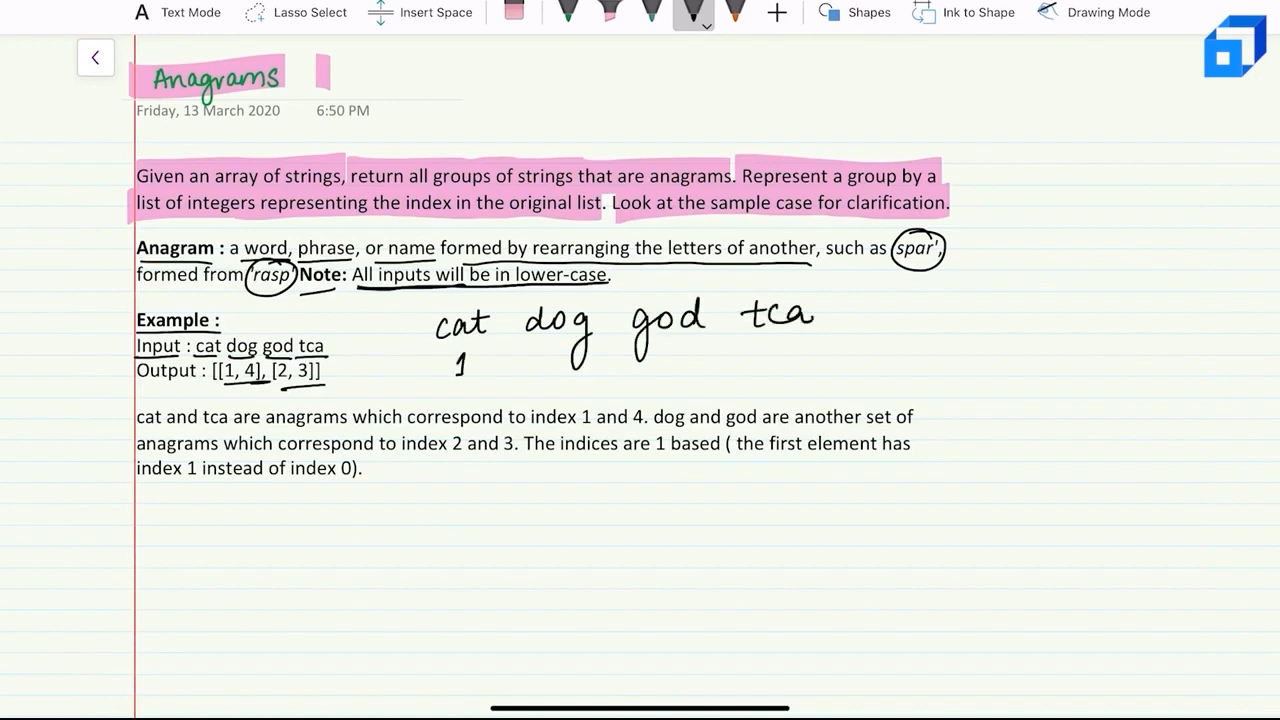 A Text Mode Lasso Select Insert Space Shapes Ink to Shape Drawing Mode
Anagrams
Friday, 13 March 2020 6:50 PM
Given an array of strings, return all groups of strings that are anagrams. Represent a group by a
list of integers representing the index in the original list. Look at the sample case for clarification.
Anagram : a word, phrase, or name formed by rearranging the letters of another, such as 'spar',
formed from 'rasp' Note: All inputs will be in lower-case.
Example :
Input : cat dog god tca
Output : [[1, 4], [2, 3]]
cat dog god tca
1
cat and tca are anagrams which correspond to index 1 and 4. dog and god are another set of
anagrams which correspond to index 2 and 3. The indices are 1 based ( the first element has
index 1 instead of index 0).